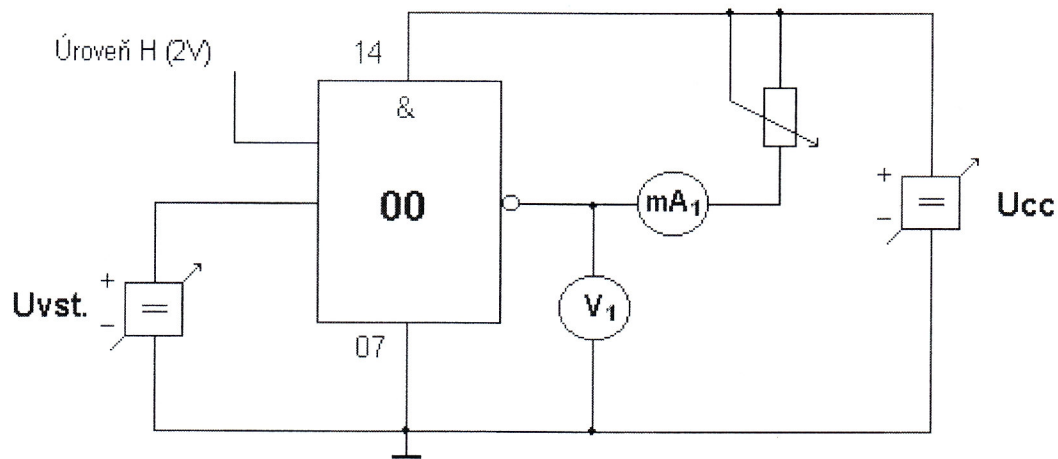 Úroveň H (2V)
14
&
00
mA1
+
=
−
Ucc
+
Uvst.
=
−
V1
07